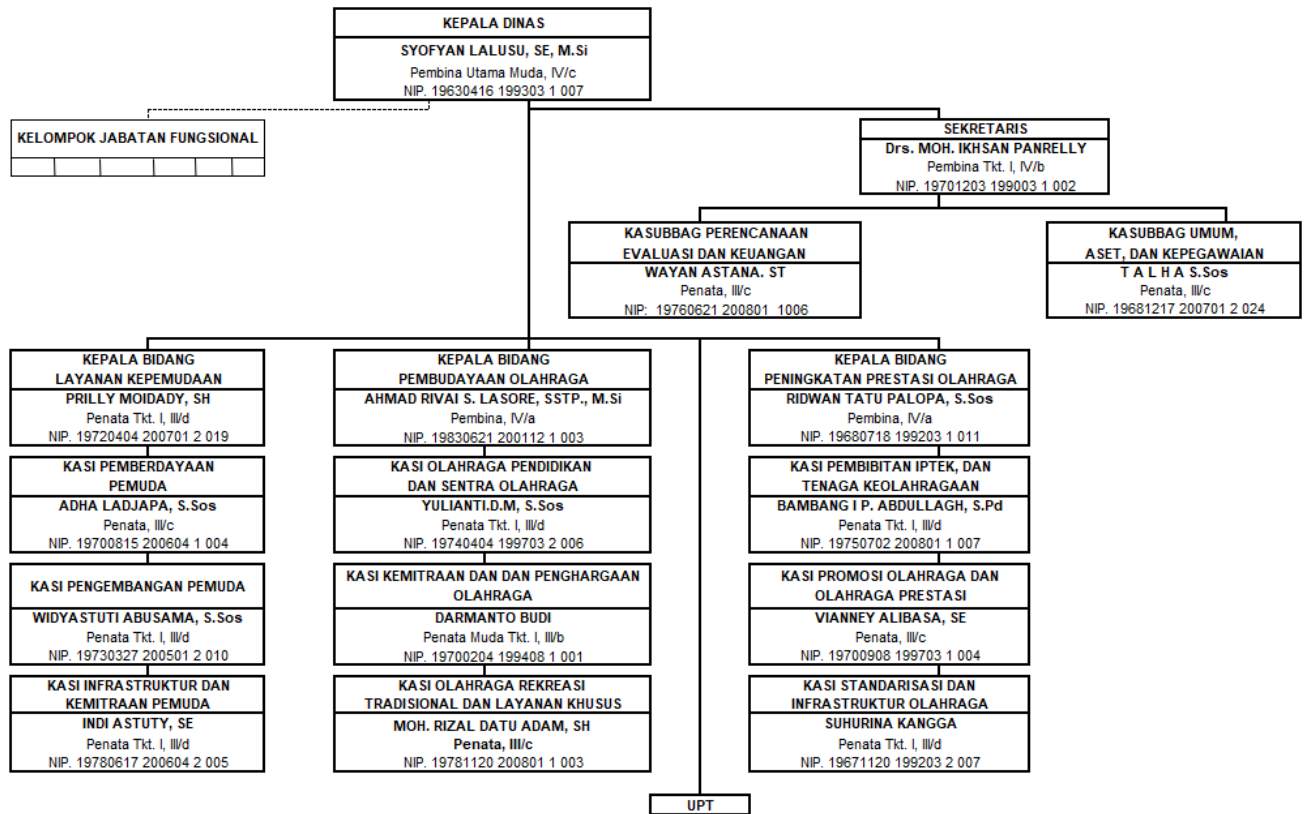 KEPALA DINAS
SYOFYAN LALUSU, SE, M.Si
Pembina Utama Muda, IV/c
NIP. 19630416 199303 1 007
KELOMPOK JABATAN FUNGSIONAL
SEKRETARIS
Drs. MOH. IKHSAN PANRELLY
Pembina Tkt. I, IV/b
NIP. 19701203 199003 1 002
KASUBBAG PERENCANAAN
EVALUASI DAN KEUANGAN
WAYAN ASTANA. ST
Penata, III/c
NIP: 19760621 200801 1006
KASUBBAG UMUM,
ASET, DAN KEPEGAWAIAN
T A L H A S.Sos
Penata, III/c
NIP. 19681217 200701 2 024
KEPALA BIDANG
LAYANAN KEPEMUDAAN
PRILLY MOIDADY, SH
Penata Tkt. I, III/d
NIP. 19720404 200701 2 019
KASI PEMBERDAYAAN
PEMUDA
ADHA LADJAPA, S.Sos
Penata, III/c
NIP. 19700815 200604 1 004
KASI PENGEMBANGAN PEMUDA
WIDYASTUTI ABUSAMA, S.Sos
Penata Tkt. I, III/d
NIP. 19730327 200501 2 010
KASI INFRASTRUKTUR DAN
KEMITRAAN PEMUDA
INDI ASTUTY, SE
Penata Tkt. I, III/d
NIP. 19780617 200604 2 005
KEPALA BIDANG
PEMBUDAYAAN OLAHRAGA
AHMAD RIVAI S. LASORE, SSTP., M.Si
Pembina, IV/a
NIP. 19830621 200112 1 003
KASI OLAHRAGA PENDIDIKAN
DAN SENTRA OLAHRAGA
YULIANTI.D.M, S.Sos
Penata Tkt. I, III/d
NIP. 19740404 199703 2 006
KASI KEMITRAAN DAN DAN PENGHARGAAN
OLAHRAGA
DARMANTO BUDI
Penata Muda Tkt. I, III/b
NIP. 19700204 199408 1 001
KASI OLAHRAGA REKREASI
TRADISIONAL DAN LAYANAN KHUSUS
MOH. RIZAL DATU ADAM, SH
Penata, III/c
NIP. 19781120 200801 1 003
KEPALA BIDANG
PENINGKATAN PRESTASI OLAHRAGA
RIDWAN TATU PALOPA, S.Sos
Pembina, IV/a
NIP. 19680718 199203 1 011
KASI PEMBIBITAN IPTEK, DAN
TENAGA KEOLAHRAGAAN
BAMBANG I P. ABDULLAGH, S.Pd
Penata Tkt. I, III/d
NIP. 19750702 200801 1 007
KASI PROMOSI OLAHRAGA DAN
OLAHRAGA PRESTASI
VIANNEY ALIBASA, SE
Penata, III/c
NIP. 19700908 199703 1 004
KASI STANDARISASI DAN
INFRASTRUKTUR OLAHRAGA
SUHURINA KANGGA
Penata Tkt. I, III/d
NIP. 19671120 199203 2 007
UPT